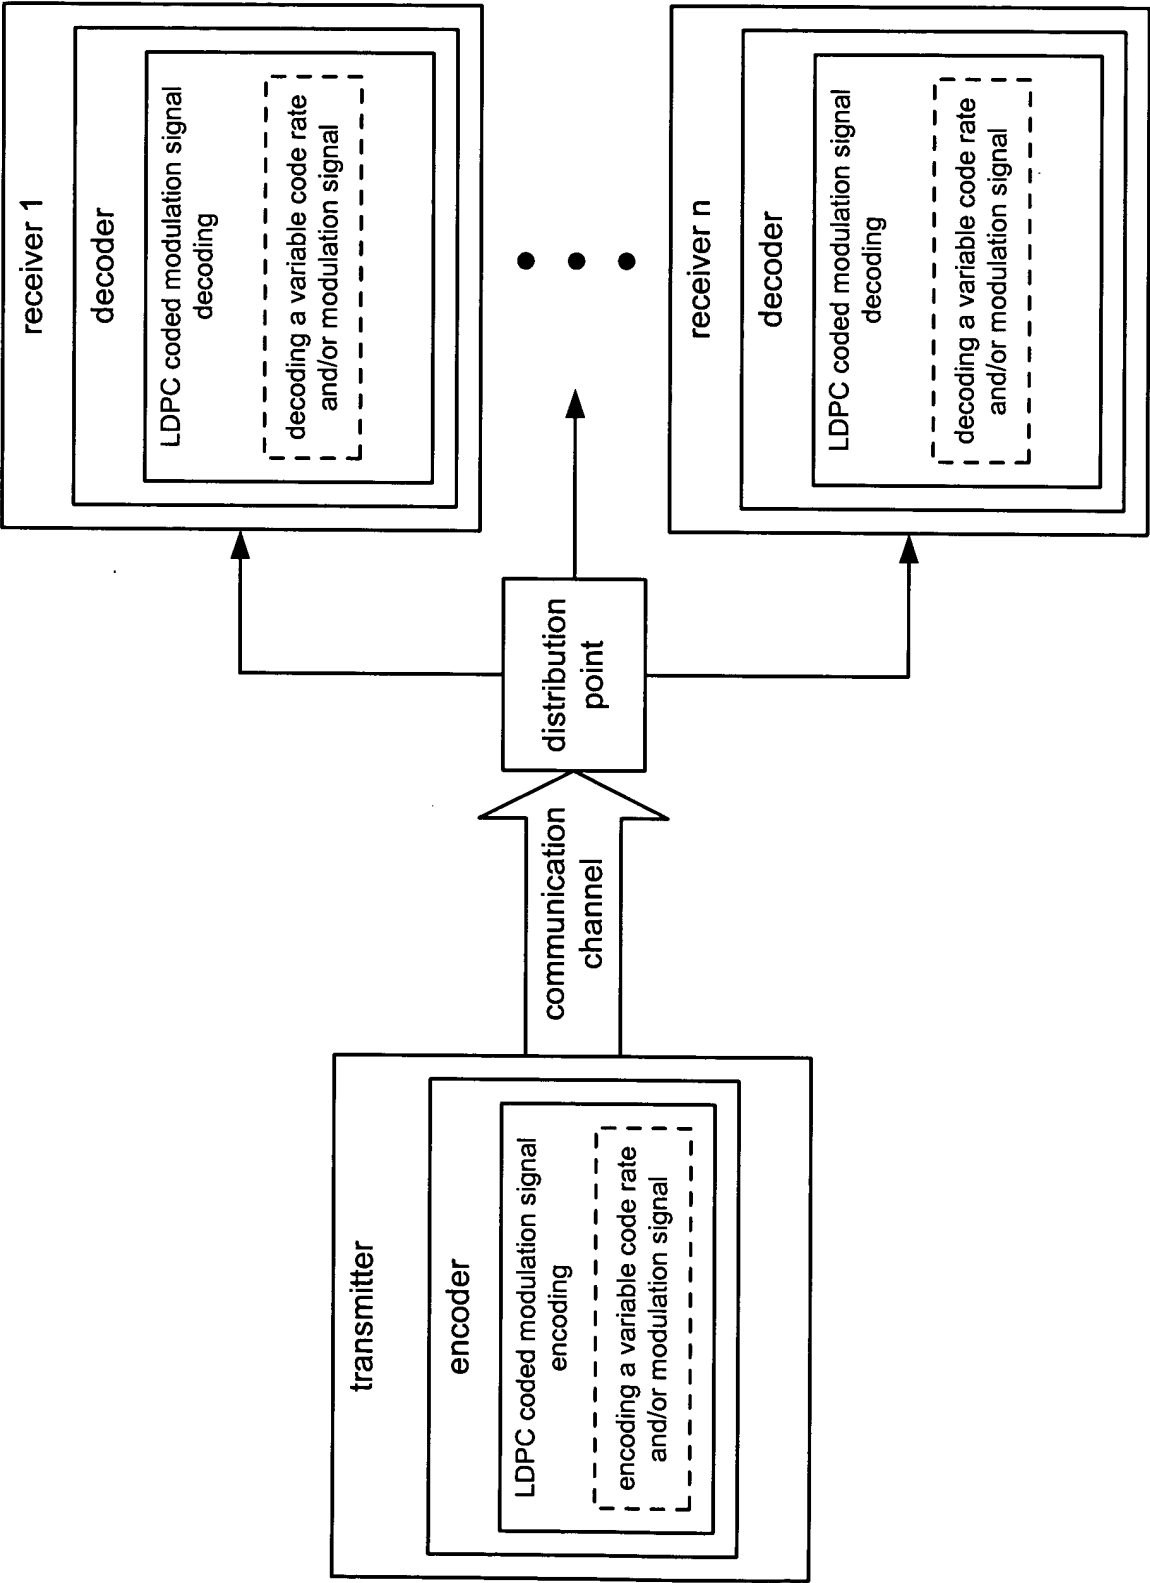 transmitter
encoder
LDPC coded modulation signal
encoding
encoding a variable code rate
and/or modulation signal
communication
channel
distribution
point
receiver 1
decoder
LDPC coded modulation signal
decoding
decoding a variable code rate
and/or modulation signal
receiver n
decoder
LDPC coded modulation signal
decoding
decoding a variable code rate
and/or modulation signal